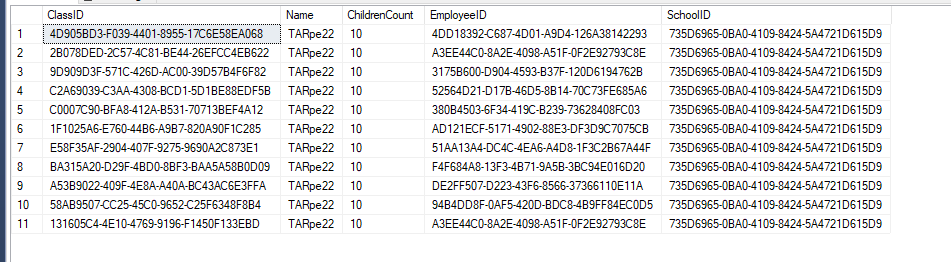 ClassID Name ChildrenCount EmployeeID SchoolID
1 4D905BD3-F039-4401-8955-17C6E58EA068 TARpe22 10 4DD18392-C687-4D01-A9D4-126A38142293 735D6965-0BA0-4109-8424-5A4721D615D9
2 2B078DED-2C57-4C81-BE44-26EFCC4EB622 TARpe22 10 A3EE44C0-8A2E-4098-A51F-0F2E92793C8E 735D6965-0BA0-4109-8424-5A4721D615D9
3 9D909D3F-571C-426D-AC00-39D57B4F6F82 TARpe22 10 3175B600-D904-4593-B37F-120D6194762B 735D6965-0BA0-4109-8424-5A4721D615D9
4 C2A69039-C3AA-4308-BCD1-5D1BE88EDF5B TARpe22 10 52564D21-D17B-46D5-8B14-70C73FE685A6 735D6965-0BA0-4109-8424-5A4721D615D9
5 C0007C90-BFA8-412A-B531-70713BEF4A12 TARpe22 10 380B4503-6F34-419C-B239-73628408FC03 735D6965-0BA0-4109-8424-5A4721D615D9
6 1F1025A6-E760-44B6-A9B7-820A90F1C285 TARpe22 10 AD121ECF-5171-4902-88E3-DF3D9C7075CB 735D6965-0BA0-4109-8424-5A4721D615D9
7 E58F35AF-2904-407F-9275-9690A2C873E1 TARpe22 10 51AA13A4-DC4C-4EA6-A4D8-1F3C2B67A44F 735D6965-0BA0-4109-8424-5A4721D615D9
8 BA315A20-D29F-4BD0-8BF3-BAA5A58B0D09 TARpe22 10 F4F684A8-13F3-4B71-9A5B-3BC94E016D20 735D6965-0BA0-4109-8424-5A4721D615D9
9 A53B9022-409F-4E8A-A40A-BC43AC6E3FFA TARpe22 10 DE2FF507-D223-43F6-8566-37366110E11A 735D6965-0BA0-4109-8424-5A4721D615D9
10 58AB9507-CC25-45C0-9652-C25F6348F8B4 TARpe22 10 94B4DD8F-0AF5-420D-BDC8-4B9FF84EC0D5 735D6965-0BA0-4109-8424-5A4721D615D9
11 131605C4-4E10-4769-9196-F1450F133EBD TARpe22 10 A3EE44C0-8A2E-4098-A51F-0F2E92793C8E 735D6965-0BA0-4109-8424-5A4721D615D9